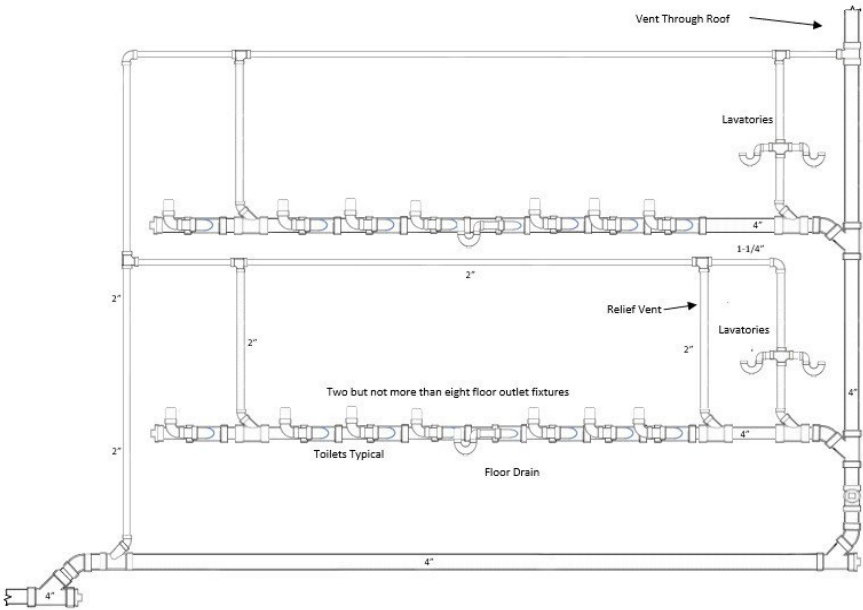 Vent Through Roof
Lavatories
4"
1-1/4"
2"
2"
Relief Vent
Lavatories
2"
2"
4"
Two but not more than eight floor outlet fixtures
4"
Toilets Typical
2"
Floor Drain
4"
4"